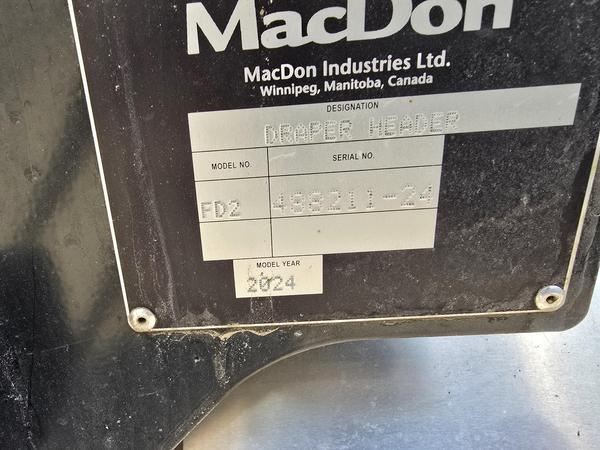 MacDon
MacDon Industries Ltd.
Winnipeg, Manitoba, Canada
DESIGNATION
DRAPER HEADER
MODEL NO.
SERIAL NO.
FD2
MODEL YEAR
2024